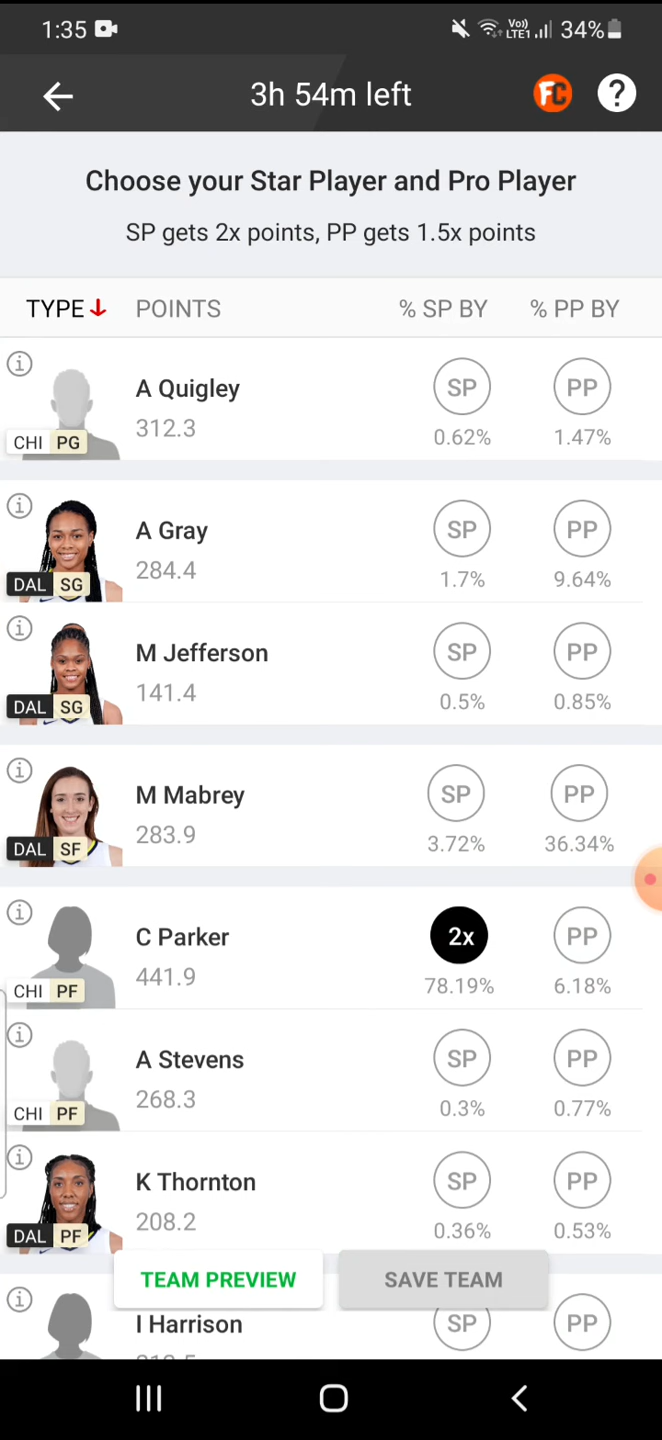 1:35 Vo)) LTE1 34%
3h 54m left FC ?
Choose your Star Player and Pro Player
SP gets 2x points, PP gets 1.5x points
TYPE POINTS % SP BY % PP BY
A Quigley SP PP
312.3 0.62% 1.47%
CHI PG
A Gray SP PP
284.4 1.7% 9.64%
DAL SG
M Jefferson SP PP
141.4 0.5% 0.85%
DAL SG
M Mabrey SP PP
283.9 3.72% 36.34%
DAL SF
C Parker 2x PP
441.9 78.19% 6.18%
CHI PF
A Stevens SP PP
268.3 0.3% 0.77%
CHI PF
K Thornton SP PP
208.2 0.36% 0.53%
DAL PF
TEAM PREVIEW SAVE TEAM
I Harrison SP PP